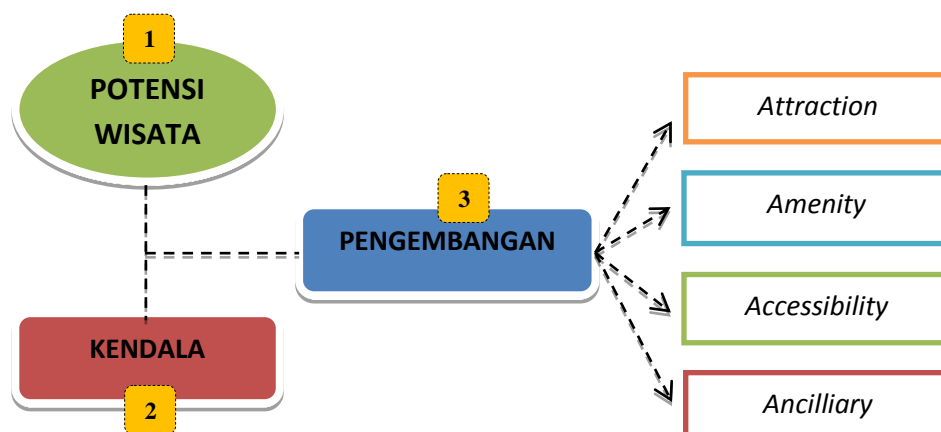 1
POTENSI
WISATA
KENDALA
2
3
PENGEMBANGAN
Attraction
Amenity
Accessibility
Ancilliary